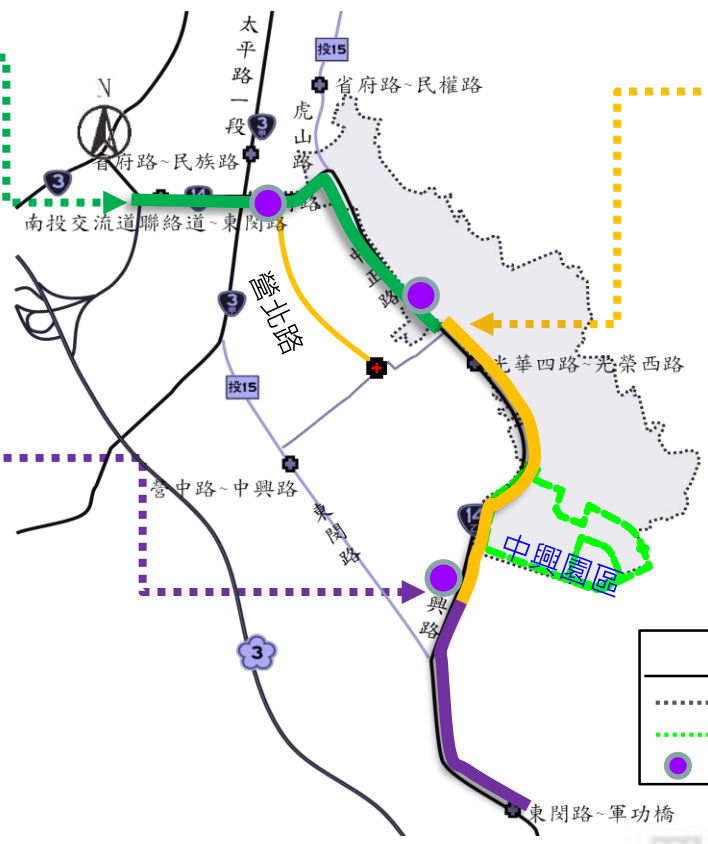 太平路一段
投15
省府路~民權路
虎山路
N
3甲
省府路~民族路
3
14
南投交流道聯絡道~東閔路
路
中正路
營北路
3甲
光華四路~光榮西路
投15
營中路~中興路
東閔路
14
中興園區
興路
3
東閔路~軍功橋